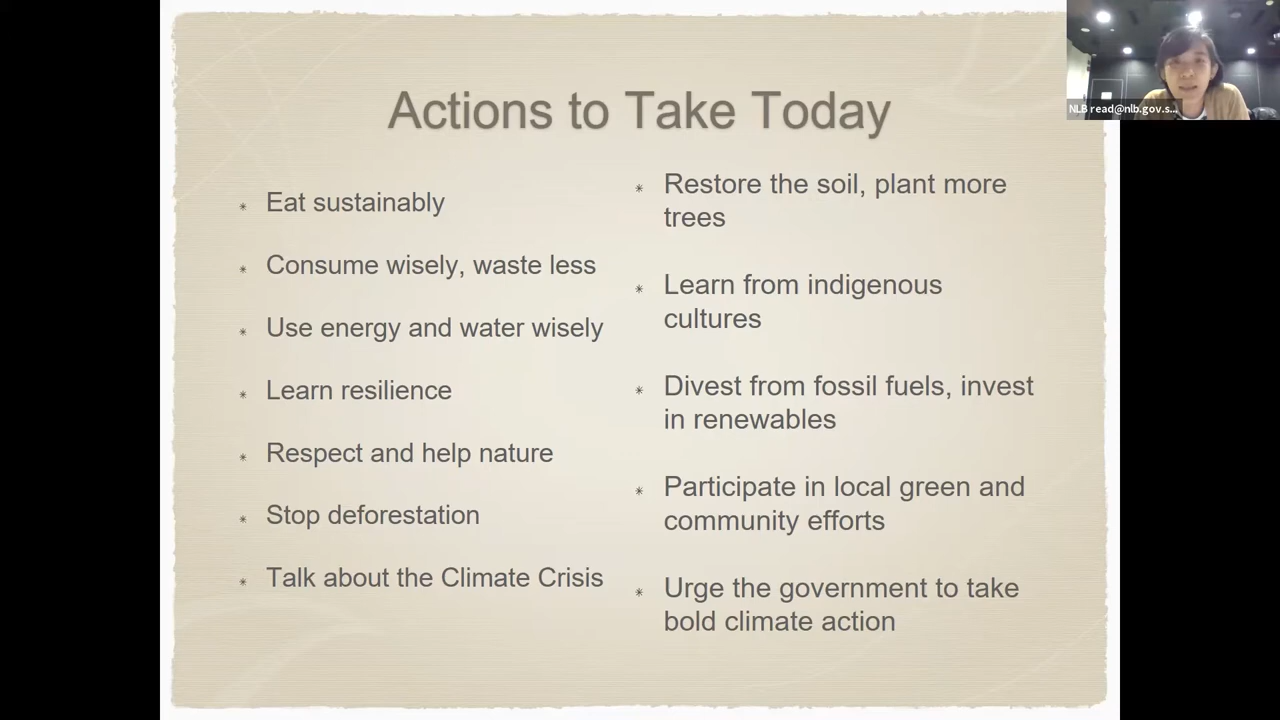 Actions to Take Today
Eat sustainably
Consume wisely, waste less
Use energy and water wisely
Learn resilience
Respect and help nature
Stop deforestation
Talk about the Climate Crisis
Restore the soil, plant more
trees
Learn from indigenous
cultures
Divest from fossil fuels, invest
in renewables
Participate in local green and
community efforts
Urge the government to take
bold climate action
NLB read@nlb.gov.s...